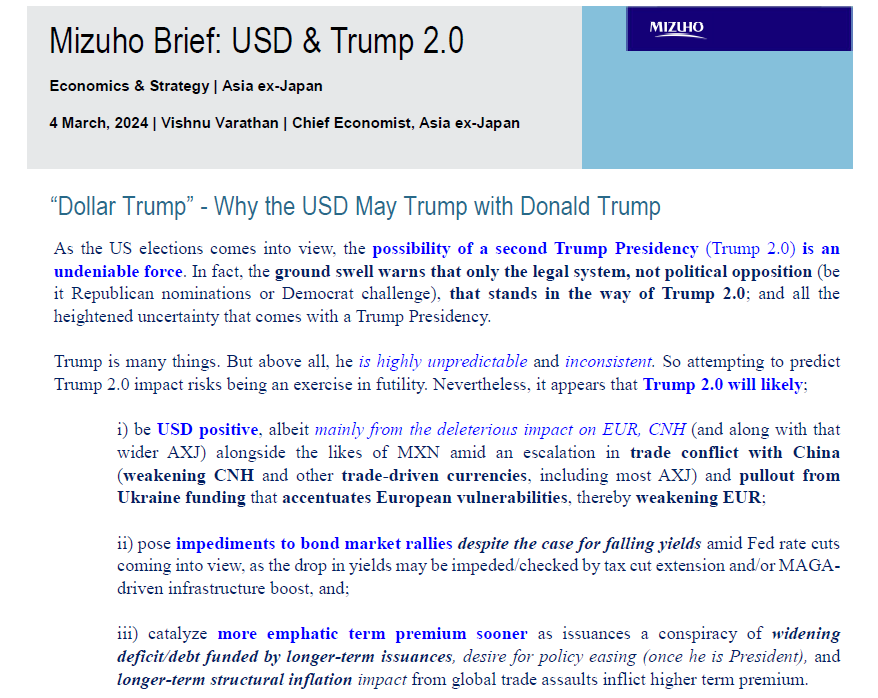 Mizuho Brief: USD & Trump 2.0
MIZUHO
Economics & Strategy | Asia ex-Japan
4 March, 2024 | Vishnu Varathan | Chief Economist, Asia ex-Japan
“Dollar Trump” - Why the USD May Trump with Donald Trump
As the US elections comes into view, the possibility of a second Trump Presidency (Trump 2.0) is an
undeniable force. In fact, the ground swell warns that only the legal system, not political opposition (be
it Republican nominations or Democrat challenge), that stands in the way of Trump 2.0; and all the
heightened uncertainty that comes with a Trump Presidency.
Trump is many things. But above all, he is highly unpredictable and inconsistent. So attempting to predict
Trump 2.0 impact risks being an exercise in futility. Nevertheless, it appears that Trump 2.0 will likely;
i) be USD positive, albeit mainly from the deleterious impact on EUR, CNH (and along with that
wider AXJ) alongside the likes of MXN amid an escalation in trade conflict with China
(weakening CNH and other trade-driven currencies, including most AXJ) and pullout from
Ukraine funding that accentuates European vulnerabilities, thereby weakening EUR;
ii) pose impediments to bond market rallies despite the case for falling yields amid Fed rate cuts
coming into view, as the drop in yields may be impeded/checked by tax cut extension and/or MAGA-
driven infrastructure boost, and;
iii) catalyze more emphatic term premium sooner as issuances a conspiracy of widening
deficit/debt funded by longer-term issuances, desire for policy easing (once he is President), and
longer-term structural inflation impact from global trade assaults inflict higher term premium.